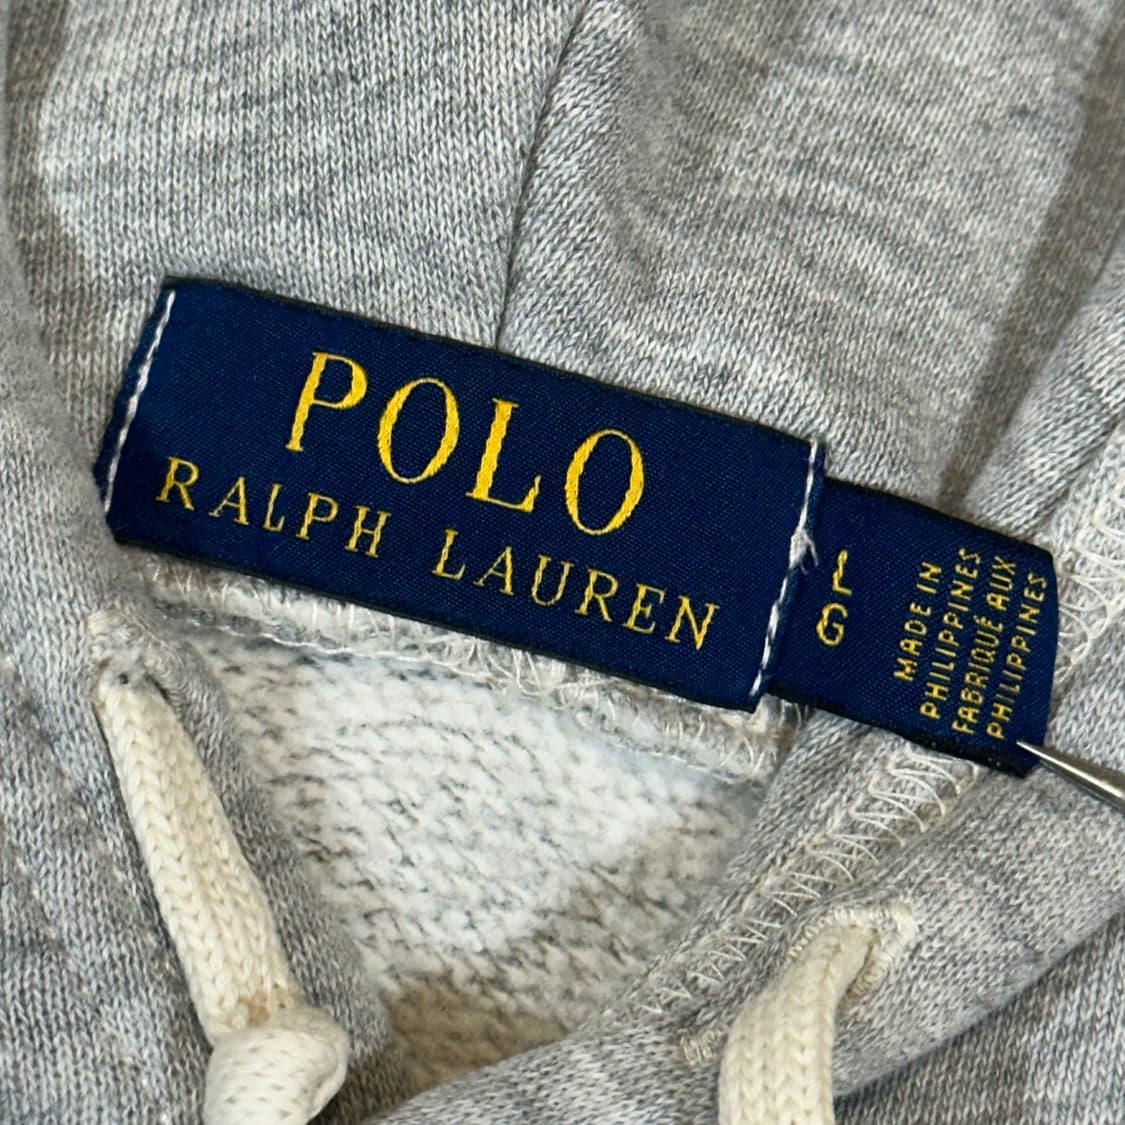 POLO
RALPH LAUREN
L
G
MADE IN
PHILIPPINES
FABRIQUÉ AUX
PHILIPPINES